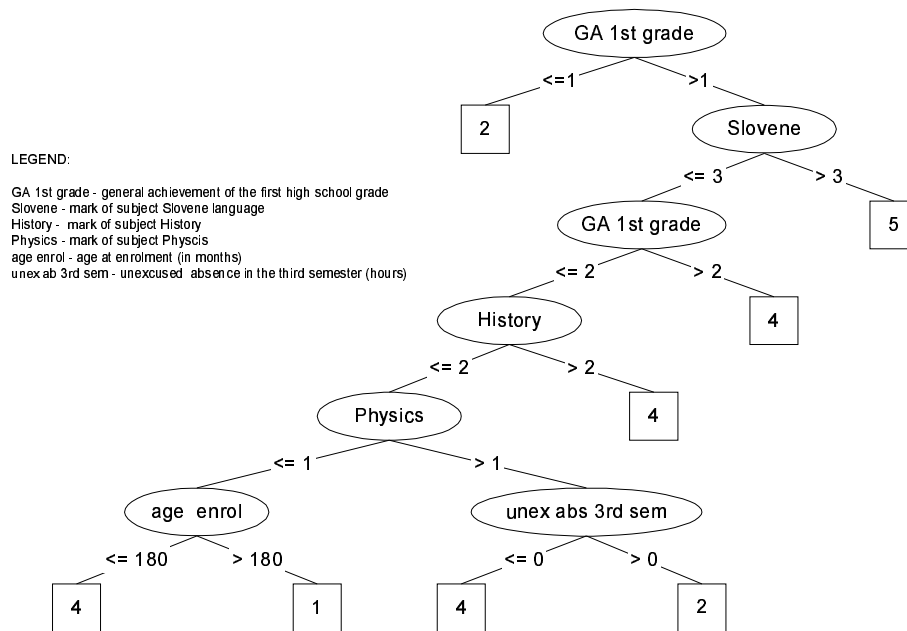 GA 1st grade
<=1 >1
2
Slovene
LEGEND:
GA 1st grade - general achievement of the first high school grade
Slovene - mark of subject Slovene language
History - mark of subject History
Physics - mark of subject Physcis
age enrol - age at enrolment (in months)
unex ab 3rd sem - unexcused absence in the third semester (hours)
<= 3 > 3
GA 1st grade
5
<= 2 > 2
History
4
<= 2 > 2
Physics
4
<= 1 > 1
age enrol
unex abs 3rd sem
<= 180 > 180
<= 0 > 0
4
1
4
2